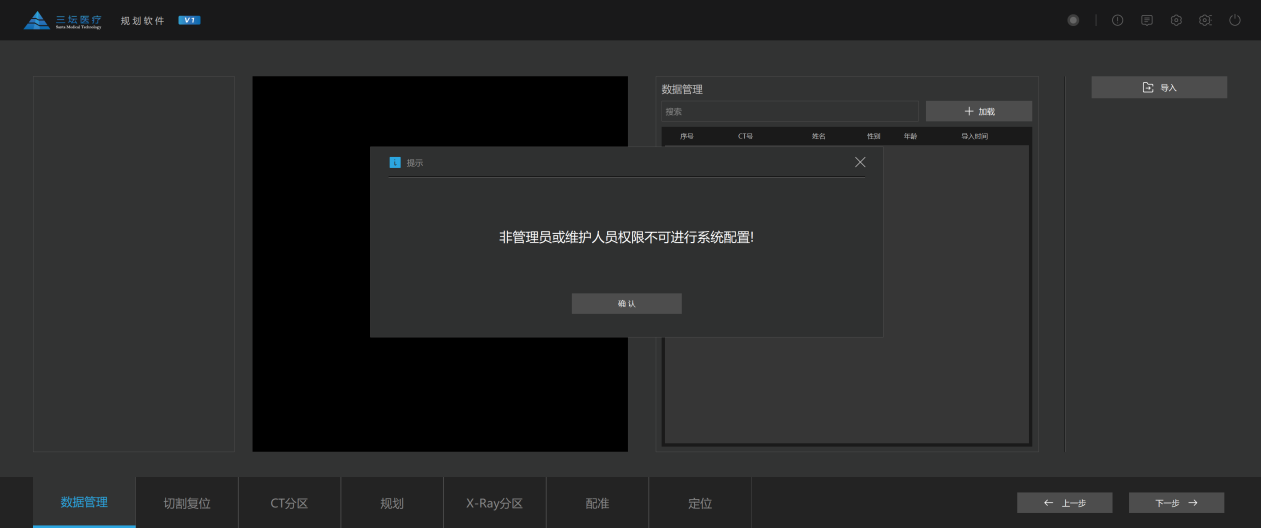 三坛医疗
Santan Medical Technology
规划软件
V1
数据管理
导入
搜索
+ 加载
序号 CT号 姓名 性别 年龄 导入时间
提示
非管理员或维护人员权限不可进行系统配置!
确认
数据管理 切割复位 CT分区 规划 X-Ray分区 配准 定位
← 上一步 下一步 →